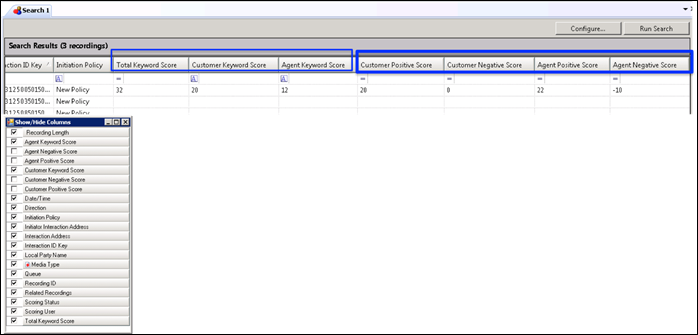 Search 1
Configure... Run Search
Search Results (3 recordings)
ction ID Key Initiation Policy Total Keyword Score Customer Keyword Score Agent Keyword Score Customer Positive Score Customer Negative Score Agent Positive Score Agent Negative Score
A = A A = = = =
31250050150... New Policy 32 20 12 20 0 22 -10
31250050150... New Policy
Show/Hide Columns
Recording Length
Agent Keyword Score
Agent Negative Score
Agent Positive Score
Customer Keyword Score
Customer Negative Score
Customer Positive Score
Date/Time
Direction
Initiation Policy
Initiator Interaction Address
Interaction Address
Interaction ID Key
Local Party Name
Media Type
Queue
Recording ID
Related Recordings
Scoring Status
Scoring User
Total Keyword Score